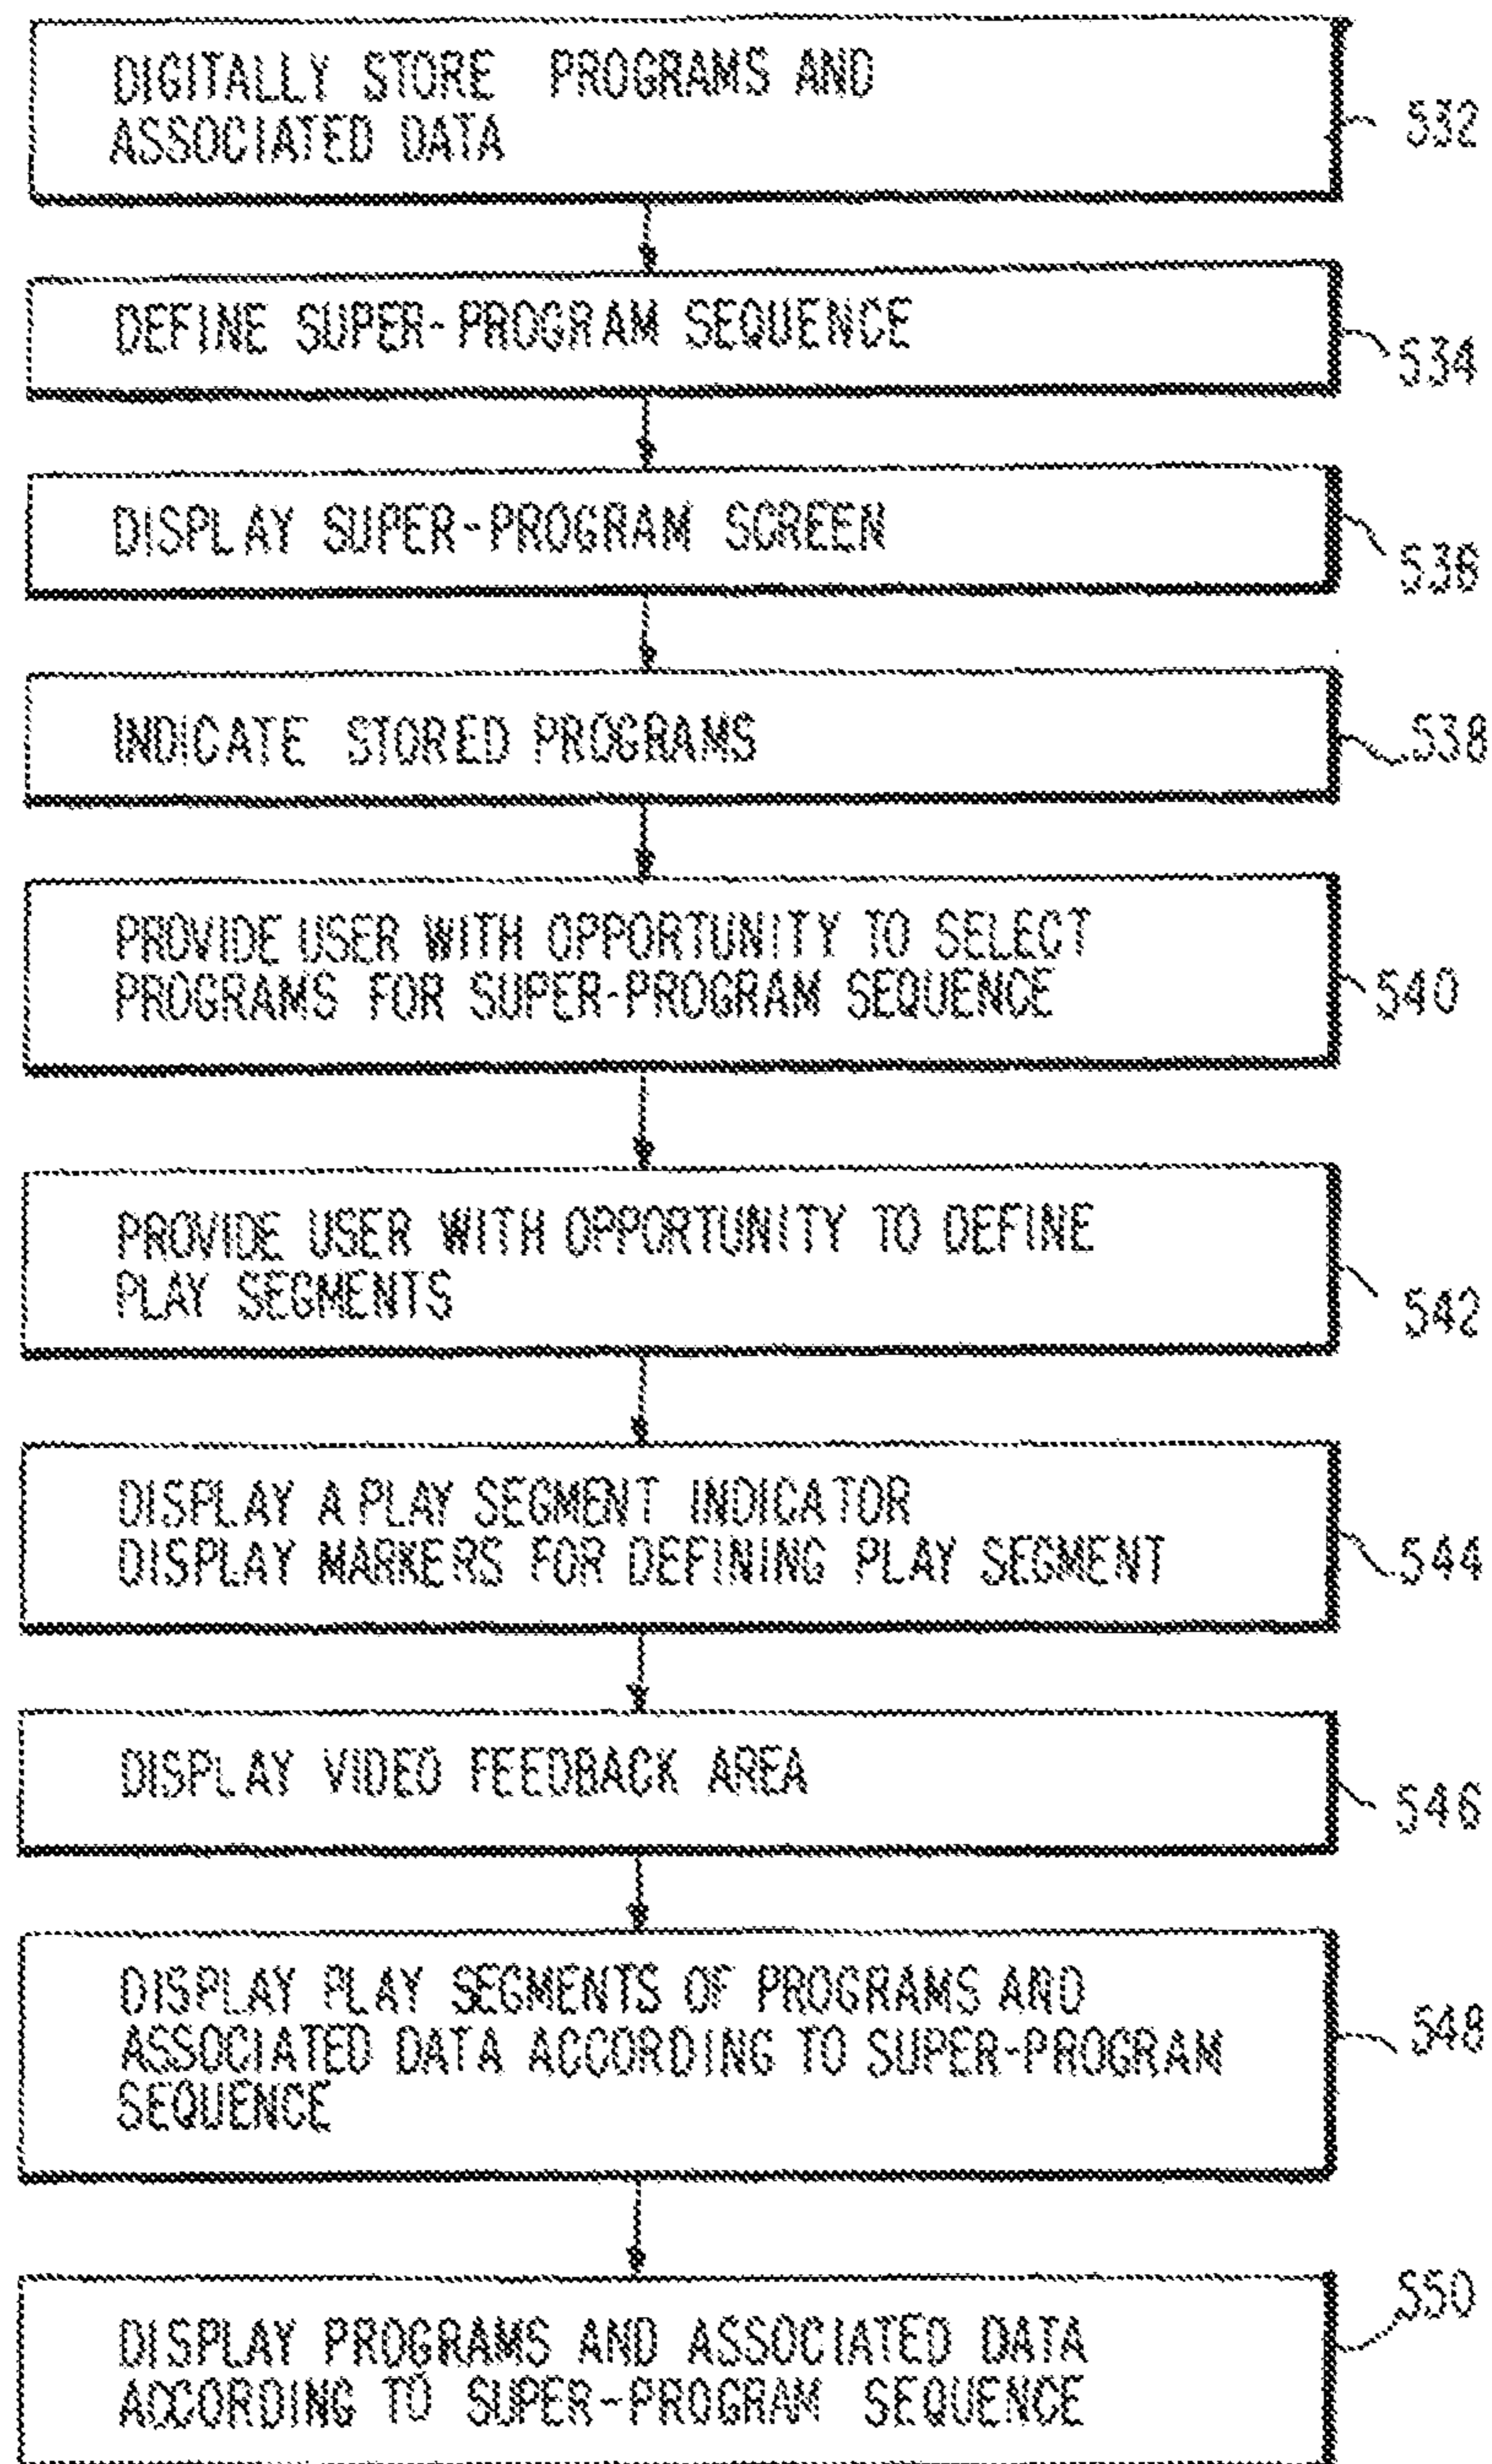 DIGITALLY STORE PROGRAMS AND
ASSOCIATED DATA
532
DEFINE SUPER-PROGRAM SEQUENCE
534
DISPLAY SUPER-PROGRAM SCREEN
536
INDICATE STORED PROGRAMS
538
PROVIDE USER WITH OPPORTUNITY TO SELECT
PROGRAMS FOR SUPER-PROGRAM SEQUENCE
540
PROVIDE USER WITH OPPORTUNITY TO DEFINE
PLAY SEGMENTS
542
DISPLAY A PLAY SEGMENT INDICATOR
DISPLAY MARKERS FOR DEFINING PLAY SEGMENT
544
DISPLAY VIDEO FEEDBACK AREA
546
DISPLAY PLAY SEGMENTS OF PROGRAMS AND
ASSOCIATED DATA ACCORDING TO SUPER-PROGRAM
SEQUENCE
548
DISPLAY PROGRAMS AND ASSOCIATED DATA
ACCORDING TO SUPER-PROGRAM SEQUENCE
550